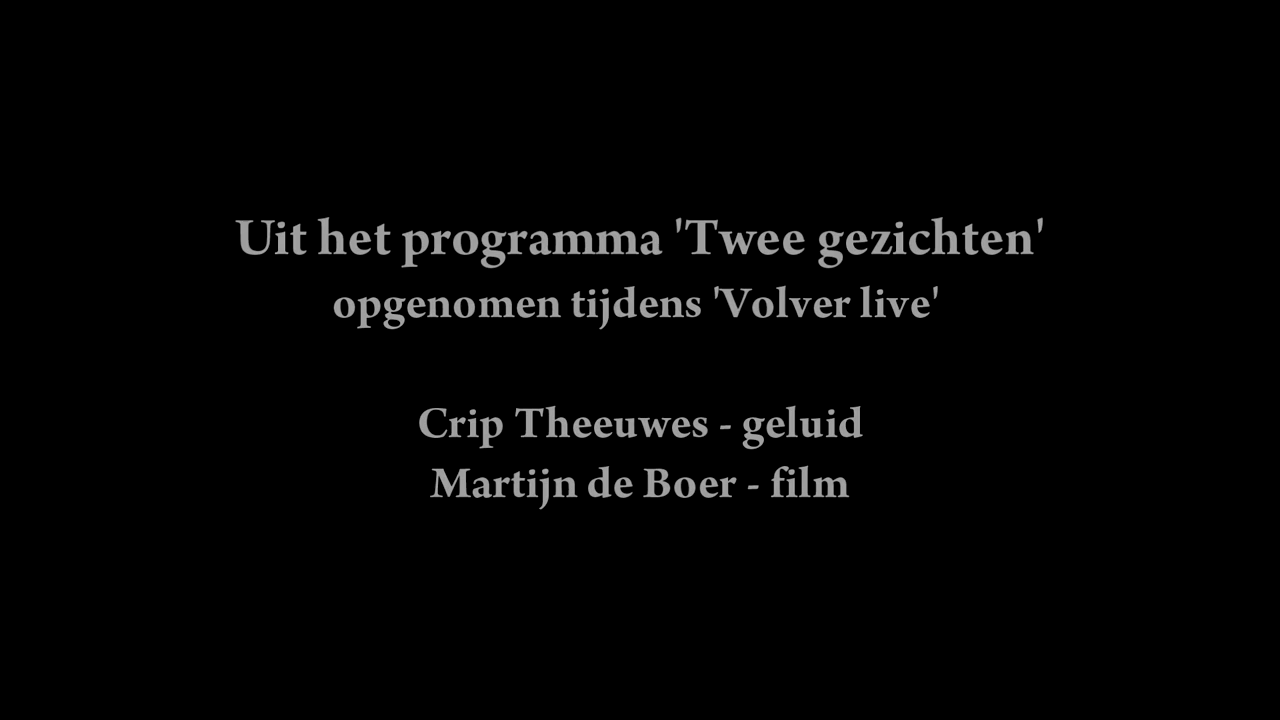 Uit het programma 'Twee gezichten'
opgenomen tijdens 'Volver live'
Crip Theeuwes - geluid
Martijn de Boer - film